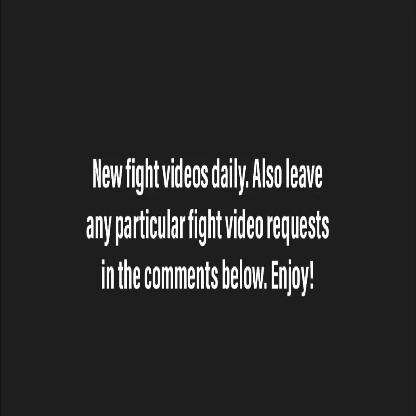 New fight videos daily. Also leave
any particular fight video requests
in the comments below. Enjoy!